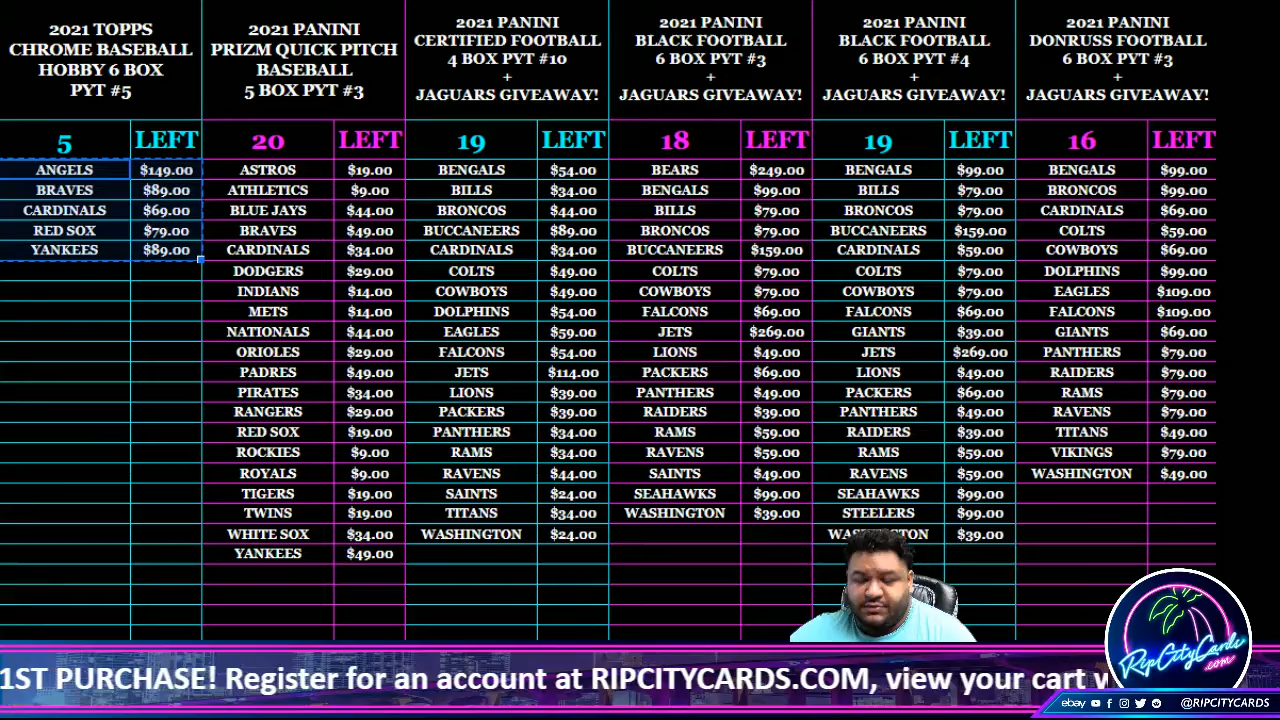 2021 TOPPS
CHROME BASEBALL
HOBBY 6 BOX
PYT #5
5 LEFT
ANGELS $149.00
BRAVES $89.00
CARDINALS $69.00
RED SOX $79.00
YANKEES $89.00
2021 PANINI
PRIZM QUICK PITCH
BASEBALL
5 BOX PYT #3
20 LEFT
ASTROS $19.00
ATHLETICS $9.00
BLUE JAYS $44.00
BRAVES $49.00
CARDINALS $34.00
DODGERS $29.00
INDIANS $14.00
METS $14.00
NATIONALS $44.00
ORIOLES $29.00
PADRES $49.00
PIRATES $34.00
RANGERS $29.00
RED SOX $19.00
ROCKIES $9.00
ROYALS $9.00
TIGERS $19.00
TWINS $19.00
WHITE SOX $34.00
YANKEES $49.00
2021 PANINI
CERTIFIED FOOTBALL
4 BOX PYT #10
+
JAGUARS GIVEAWAY!
19 LEFT
BENGALS $54.00
BILLS $34.00
BRONCOS $44.00
BUCCANEERS $89.00
CARDINALS $34.00
COLTS $49.00
COWBOYS $49.00
DOLPHINS $54.00
EAGLES $59.00
FALCONS $54.00
JETS $114.00
LIONS $39.00
PACKERS $39.00
PANTHERS $34.00
RAMS $34.00
RAVENS $44.00
SAINTS $24.00
TITANS $34.00
WASHINGTON $24.00
2021 PANINI
BLACK FOOTBALL
6 BOX PYT #3
+
JAGUARS GIVEAWAY!
18 LEFT
BEARS $249.00
BENGALS $99.00
BILLS $79.00
BRONCOS $79.00
BUCCANEERS $159.00
COLTS $79.00
COWBOYS $79.00
FALCONS $69.00
JETS $269.00
LIONS $49.00
PACKERS $69.00
PANTHERS $49.00
RAIDERS $39.00
RAMS $59.00
RAVENS $59.00
SAINTS $49.00
SEAHAWKS $99.00
WASHINGTON $39.00
2021 PANINI
BLACK FOOTBALL
6 BOX PYT #4
+
JAGUARS GIVEAWAY!
19 LEFT
BENGALS $99.00
BILLS $79.00
BRONCOS $79.00
BUCCANEERS $159.00
CARDINALS $59.00
COLTS $79.00
COWBOYS $79.00
FALCONS $69.00
GIANTS $39.00
JETS $269.00
LIONS $49.00
PACKERS $69.00
PANTHERS $49.00
RAIDERS $39.00
RAMS $59.00
RAVENS $59.00
SEAHAWKS $99.00
STEELERS $99.00
WASHINGTON $39.00
2021 PANINI
DONRUSS FOOTBALL
6 BOX PYT #3
+
JAGUARS GIVEAWAY!
16 LEFT
BENGALS $99.00
BRONCOS $99.00
CARDINALS $69.00
COLTS $59.00
COWBOYS $69.00
DOLPHINS $99.00
EAGLES $109.00
FALCONS $109.00
GIANTS $69.00
PANTHERS $79.00
RAIDERS $79.00
RAMS $79.00
RAVENS $79.00
TITANS $49.00
VIKINGS $79.00
WASHINGTON $49.00
RipCityCards
.com
1ST PURCHASE! Register for an account at RIPCITYCARDS.COM, view your cart
ebay @RIPCITYCARDS